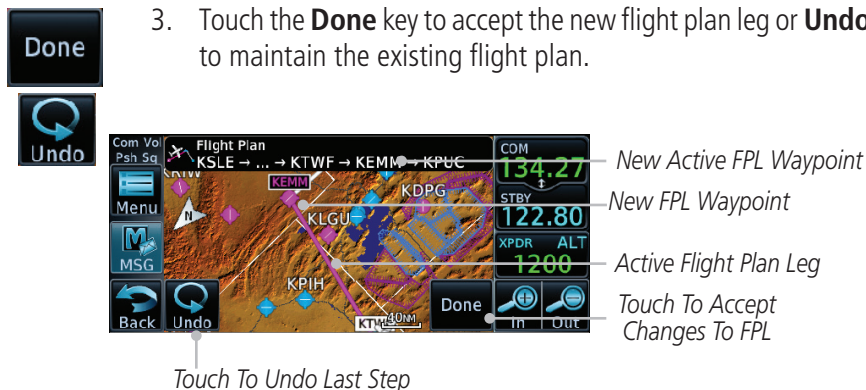 Done
Undo
3. Touch the Done key to accept the new flight plan leg or Undo
to maintain the existing flight plan.
Com Vol
Psh Sq
Flight Plan
KSLE → ... → KTWF → KEMM → KPUC
COM
134.27
STBY
122.80
XPDR ALT
1200
Menu
MSG
Back
Undo
N
KEMM
KDPG
KLGU
KPIH
40NM
Done
In
Out
New Active FPL Waypoint
New FPL Waypoint
Active Flight Plan Leg
Touch To Accept
Changes To FPL
Touch To Undo Last Step